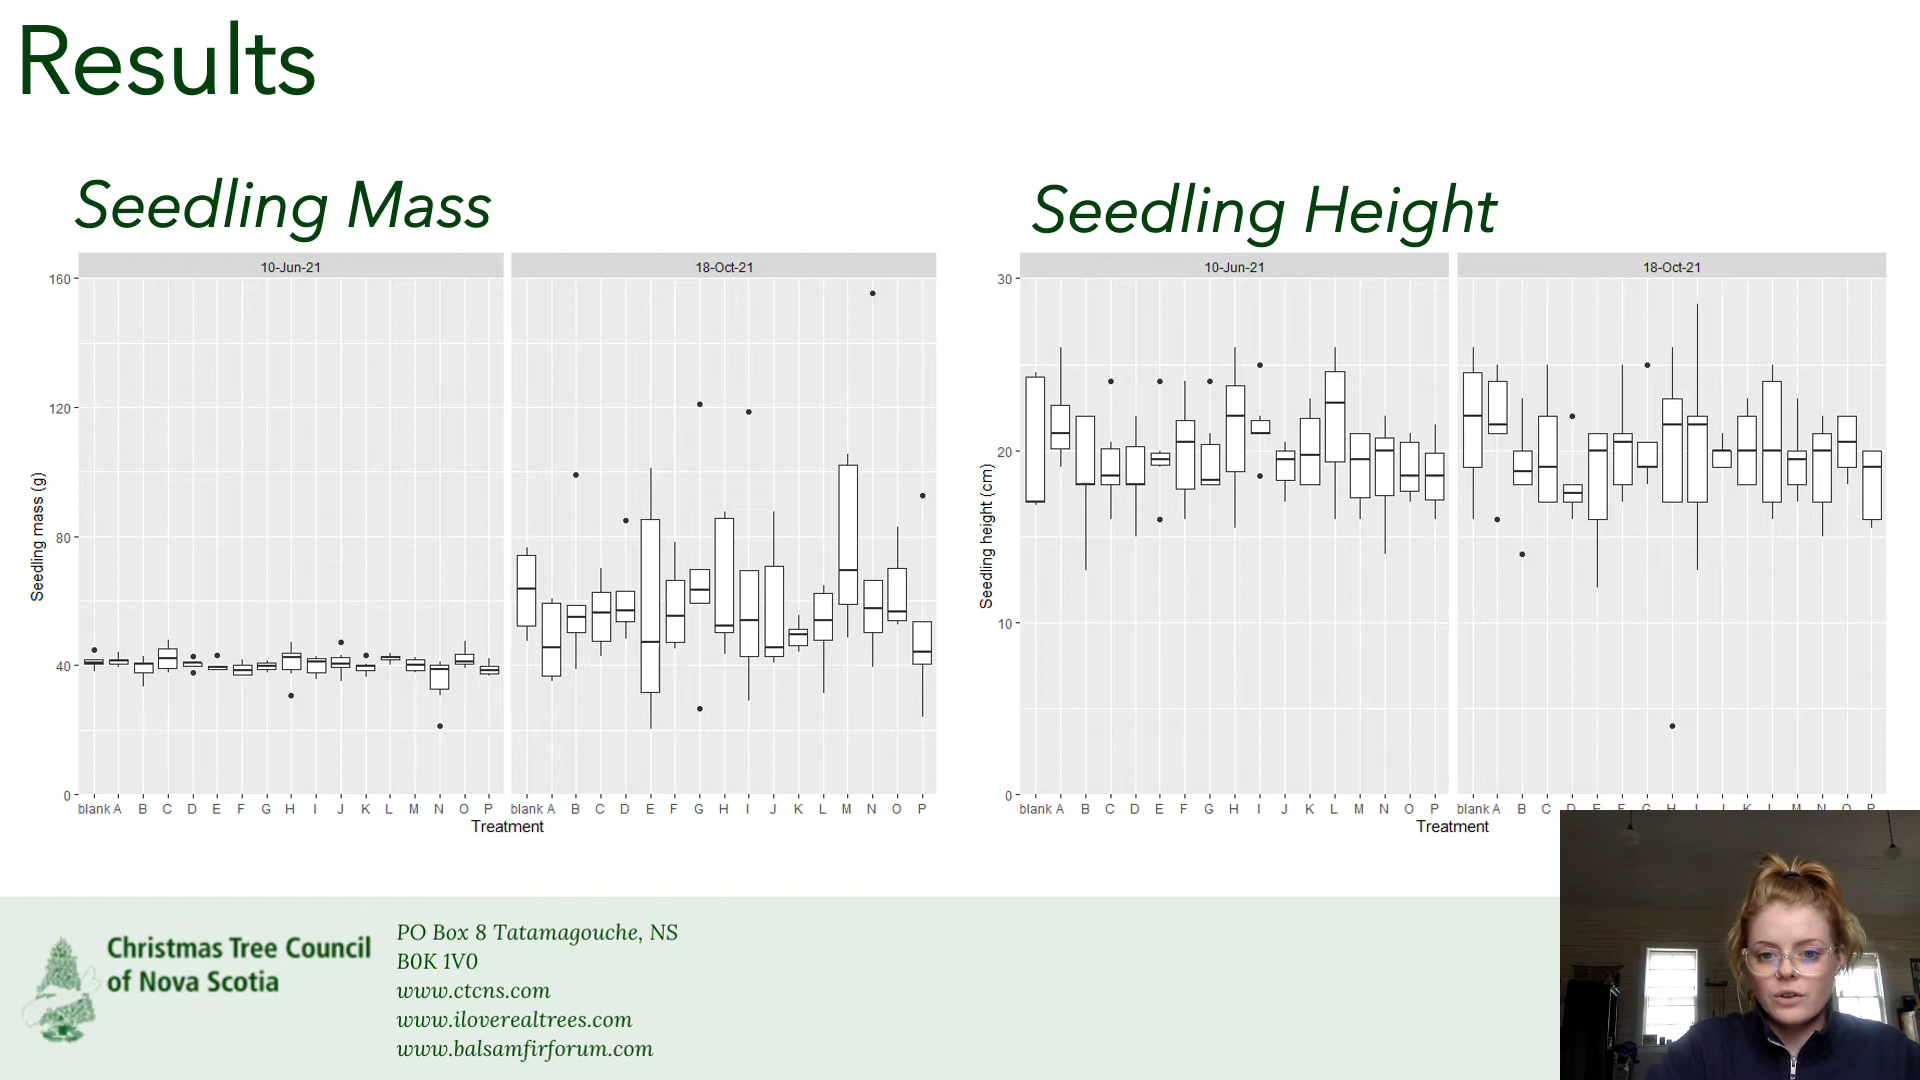 Results
Seedling Mass
10-Jun-21 18-Oct-21
160
120
80
40
0
Seedling mass (g)
blank A B C D E F G H I J K L M N O P blank A B C D E F G H I J K L M N O P
Treatment
Seedling Height
10-Jun-21 18-Oct-21
30
20
10
0
Seedling height (cm)
blank A B C D E F G H I J K L M N O P blank A B C D E F G H I J K L M N O P
Treatment
Christmas Tree Council
of Nova Scotia
PO Box 8 Tatamagouche, NS
B0K 1V0
www.ctcns.com
www.iloverealtrees.com
www.balsamfirforum.com